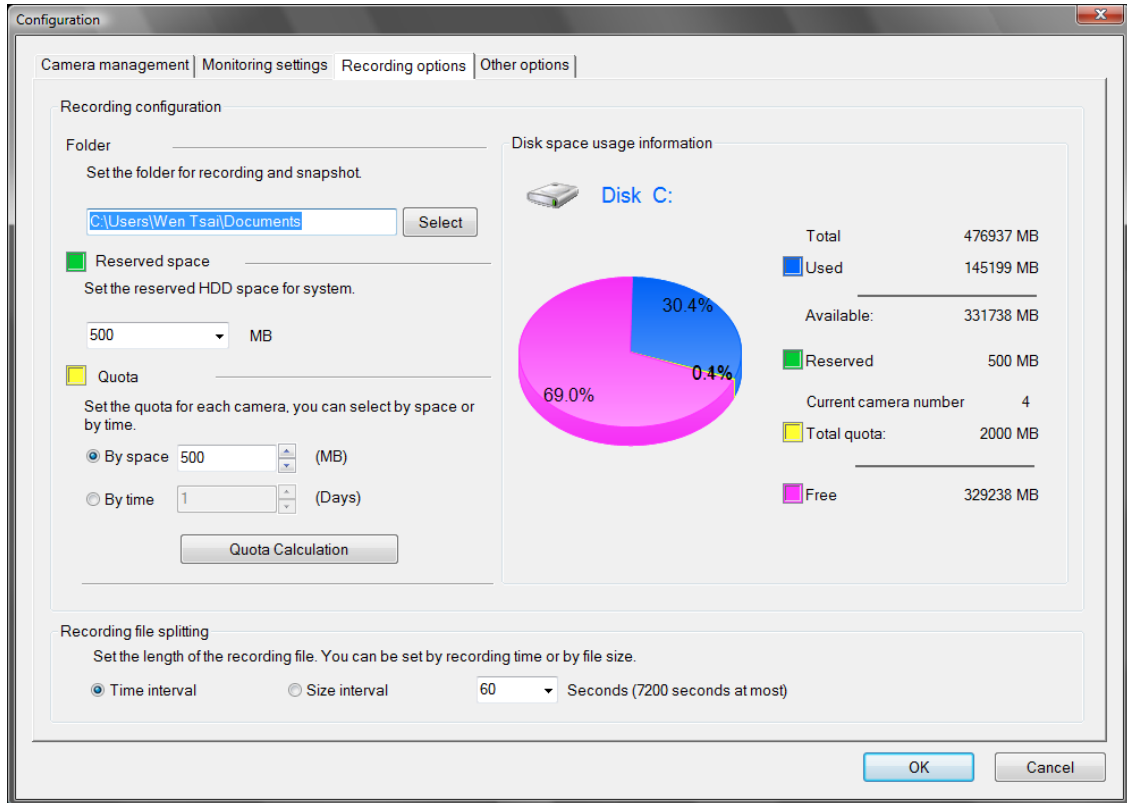 Configuration
Camera management
Monitoring settings
Recording options
Other options
Recording configuration
Folder
Set the folder for recording and snapshot.
C:\Users\Wen Tsai\Documents
Select
Reserved space
Set the reserved HDD space for system.
500
MB
Quota
Set the quota for each camera, you can select by space or
by time.
By space
500
(MB)
By time
1
(Days)
Quota Calculation
Disk space usage information
Disk C:
30.4%
69.0%
Total 476937 MB
Used 145199 MB
Available: 331738 MB
Reserved 500 MB
Current camera number 4
Total quota: 2000 MB
Free 329238 MB
Recording file splitting
Set the length of the recording file. You can be set by recording time or by file size.
Time interval
Size interval
60
Seconds (7200 seconds at most)
OK
Cancel